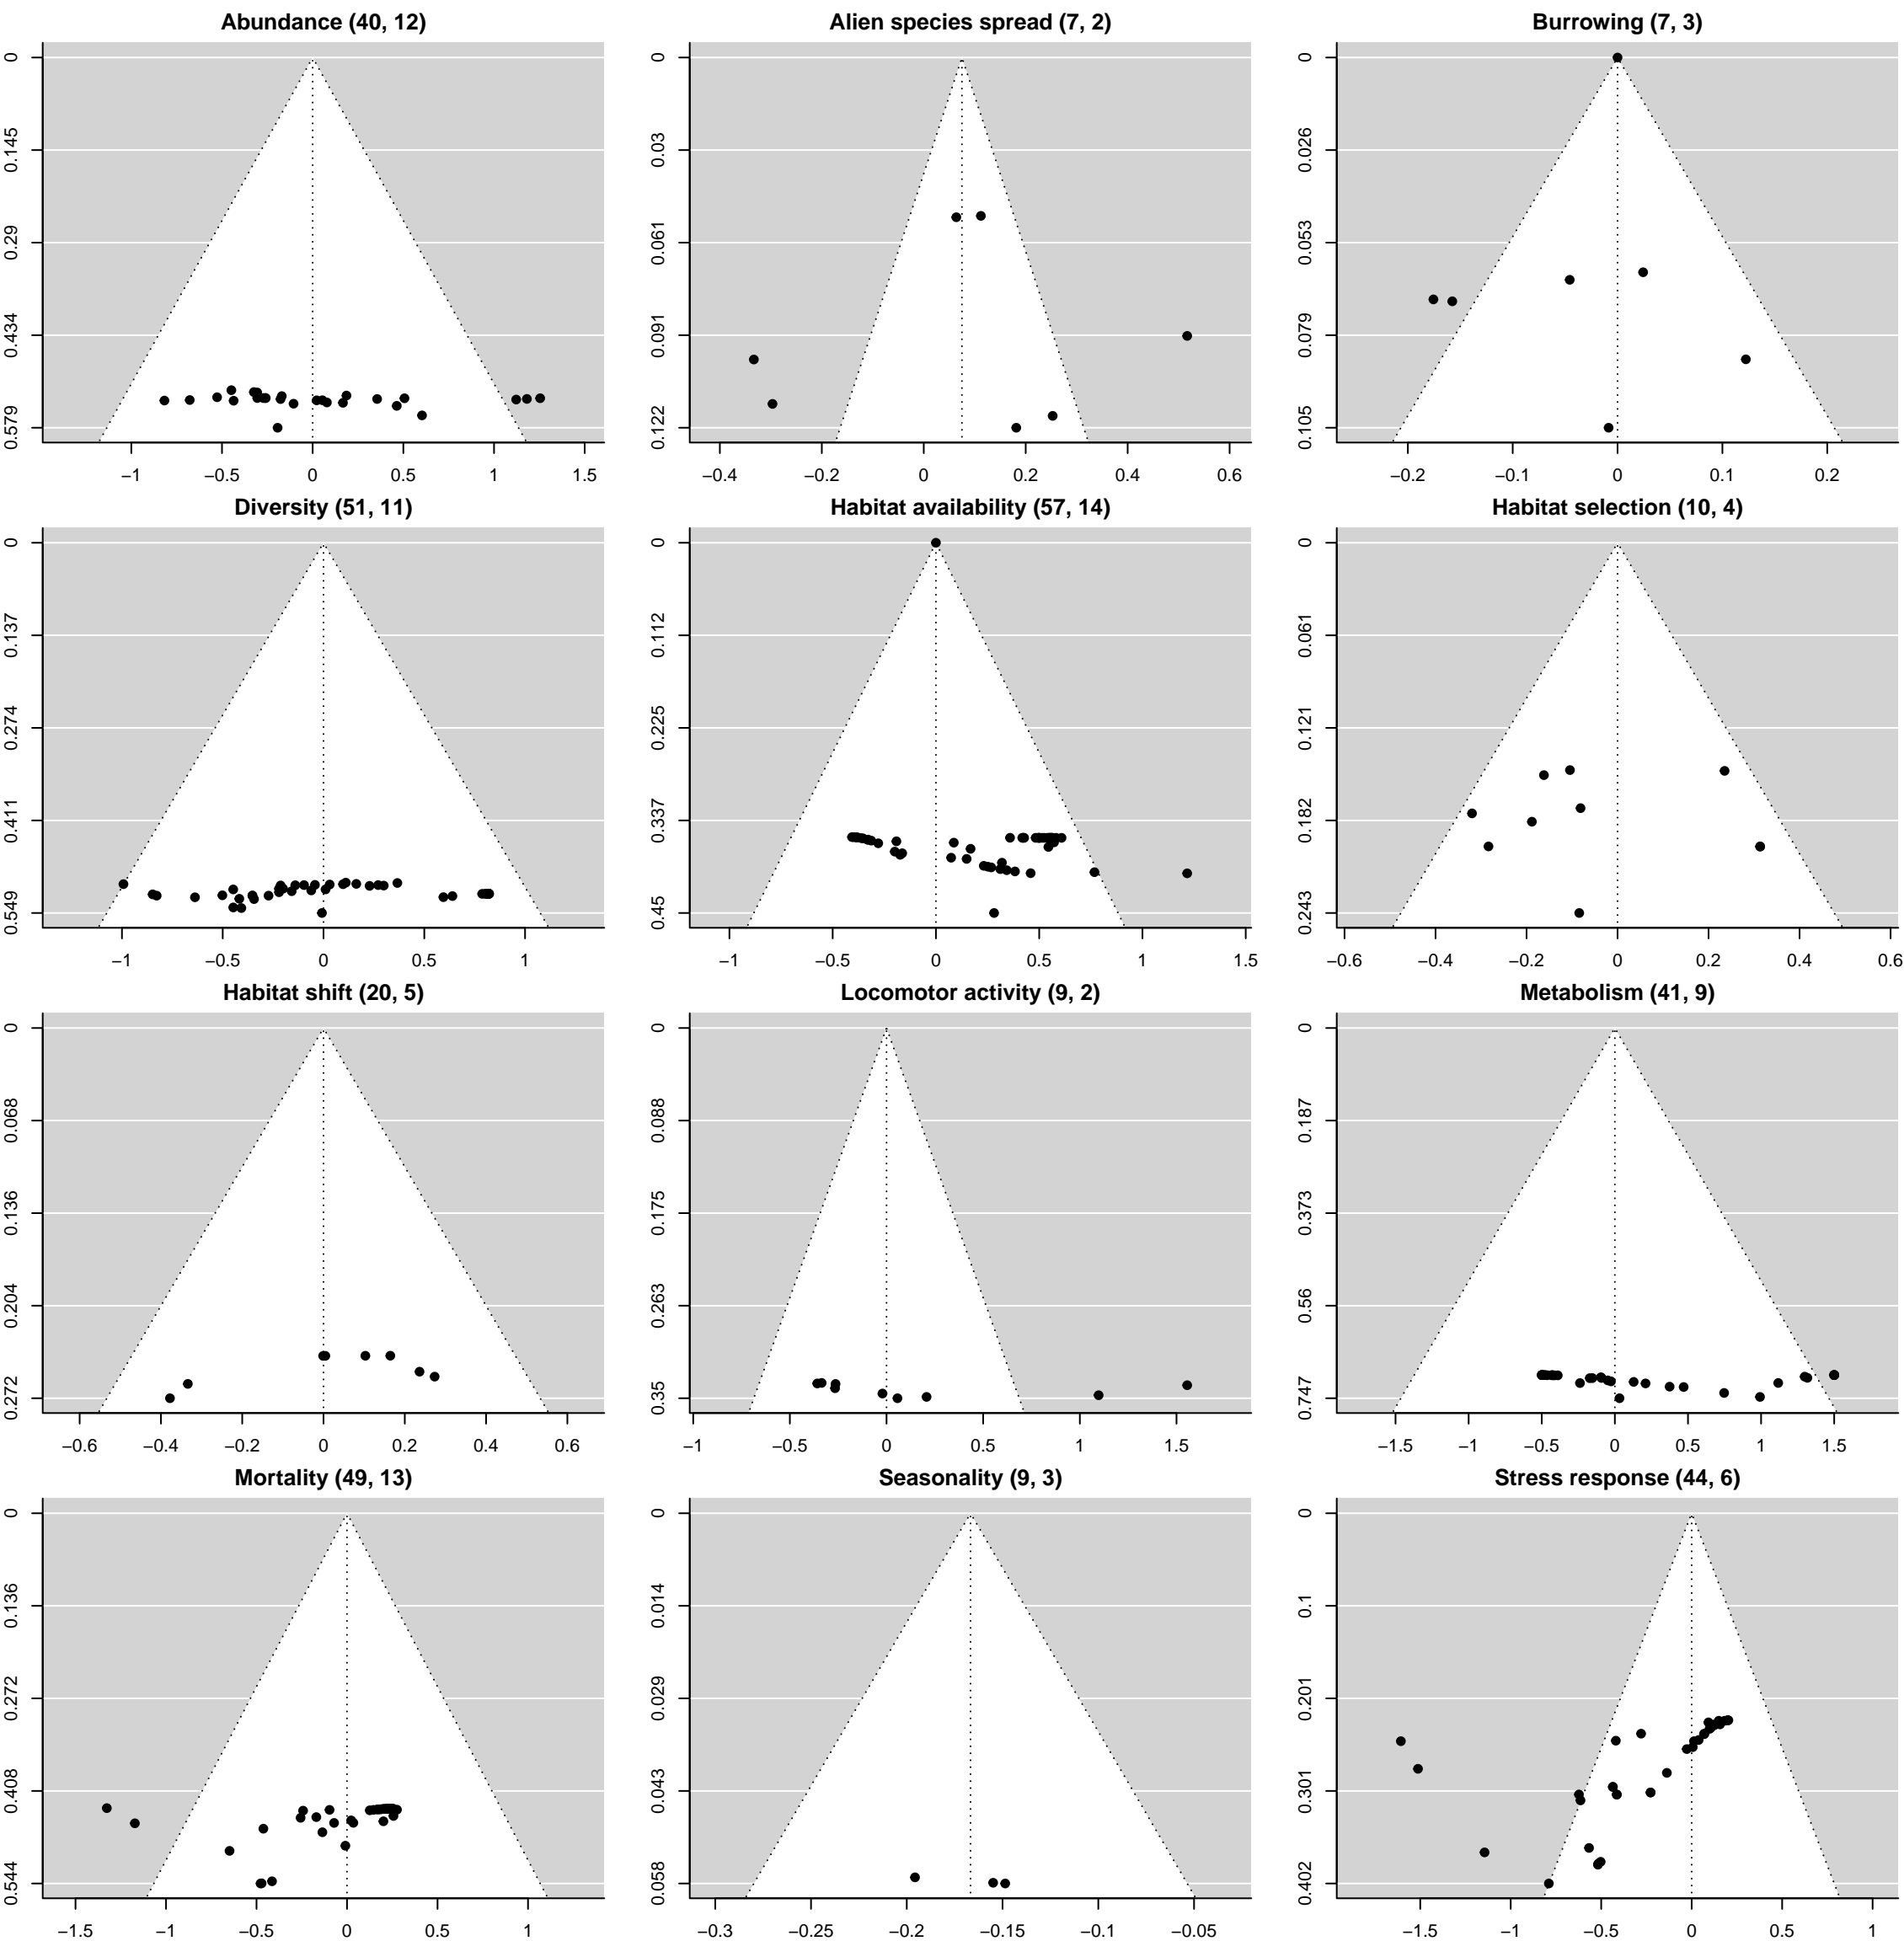 Abundance (40, 12)
0
0.145
0.29
0.434
0.579
−1 −0.5 0 0.5 1 1.5
Alien species spread (7, 2)
0
0.03
0.061
0.091
0.122
−0.4 −0.2 0 0.2 0.4 0.6
Burrowing (7, 3)
0
0.026
0.053
0.079
0.105
−0.2 −0.1 0 0.1 0.2
Diversity (51, 11)
0
0.137
0.274
0.411
0.549
−1 −0.5 0 0.5 1
Habitat availability (57, 14)
0
0.112
0.225
0.337
0.45
−1 −0.5 0 0.5 1 1.5
Habitat selection (10, 4)
0
0.061
0.121
0.182
0.243
−0.6 −0.4 −0.2 0 0.2 0.4 0.6
Habitat shift (20, 5)
0
0.068
0.136
0.204
0.272
−0.6 −0.4 −0.2 0 0.2 0.4 0.6
Locomotor activity (9, 2)
0
0.088
0.175
0.263
0.35
−1 −0.5 0 0.5 1 1.5
Metabolism (41, 9)
0
0.187
0.373
0.56
0.747
−1.5 −1 −0.5 0 0.5 1 1.5
Mortality (49, 13)
0
0.136
0.272
0.408
0.544
−1.5 −1 −0.5 0 0.5 1
Seasonality (9, 3)
0
0.014
0.029
0.043
0.058
−0.3 −0.25 −0.2 −0.15 −0.1 −0.05
Stress response (44, 6)
0
0.1
0.201
0.301
0.402
−1.5 −1 −0.5 0 0.5 1